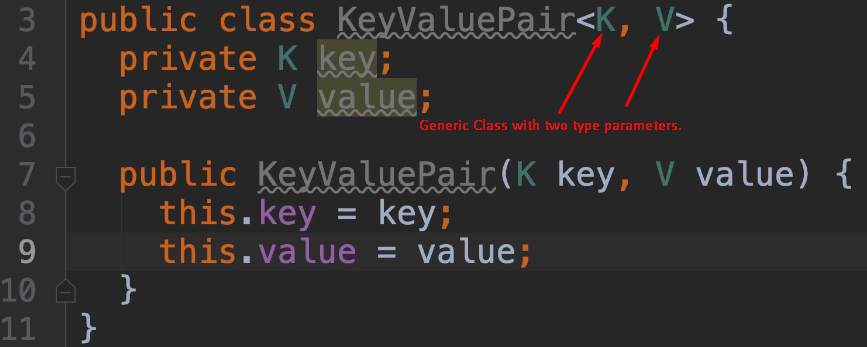 3 public class KeyValuePair<K, V> {
4 private K key;
5 private V value;
Generic Class with two type parameters.
6
7 public KeyValuePair(K key, V value) {
8 this.key = key;
9 this.value = value;
10 }
11 }